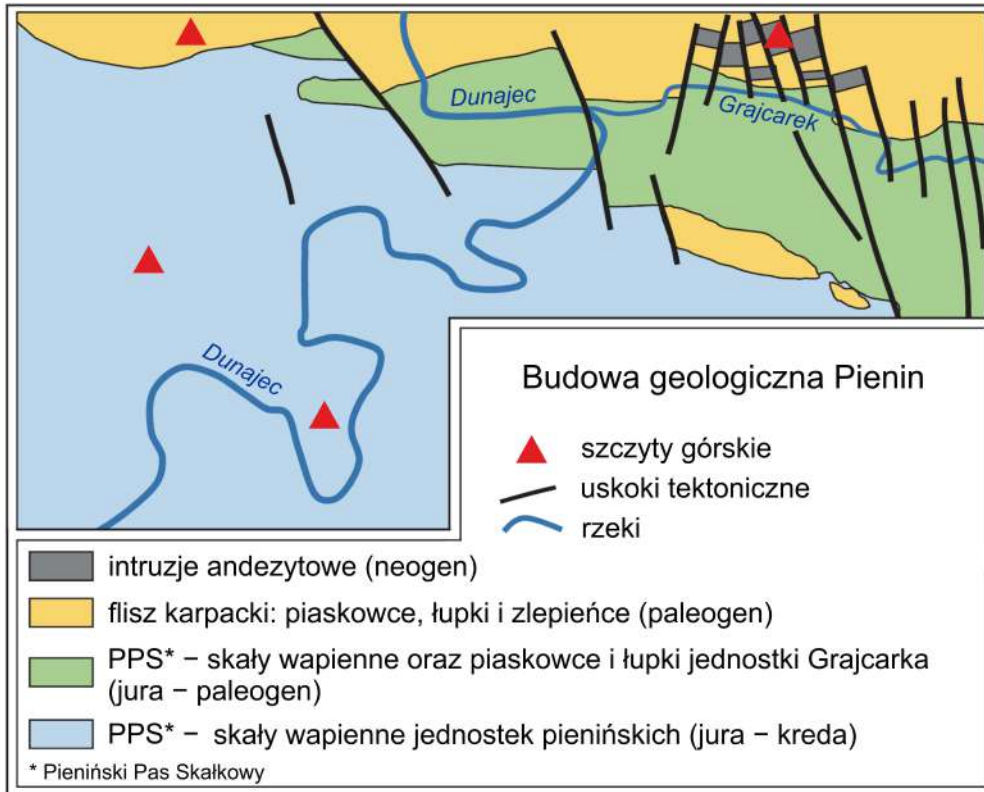 Dunajec
Grajcarek
Dunajec
Budowa geologiczna Pienin
szczyty górskie
uskoki tektoniczne
rzeki
intruzje andezytowe (neogen)
flisz karpacki: piaskowce, łupki i zlepieńce (paleogen)
PPS* – skały wapienne oraz piaskowce i łupki jednostki Grajcarka
(jura – paleogen)
PPS* – skały wapienne jednostek pienińskich (jura – kreda)
* Pieniński Pas Skałkowy